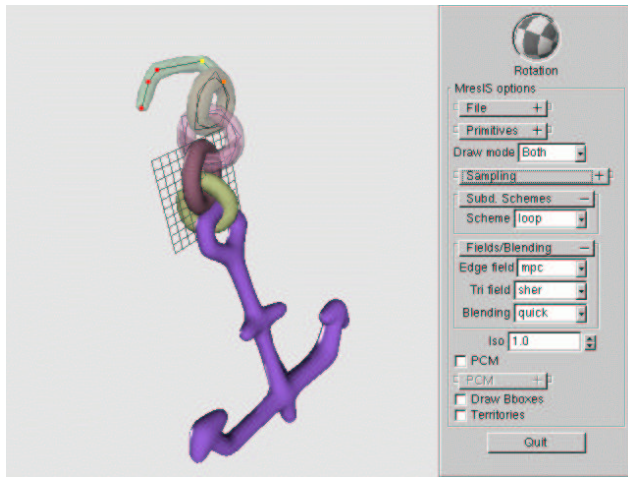 Rotation
MresIS options
File +
Primitives +
Draw mode Both
Sampling +
Subd. Schemes −
Scheme loop
Fields/Blending −
Edge field mpc
Tri field sher
Blending quick
Iso 1.0
PCM
PCM +
Draw Bboxes
Territories
Quit